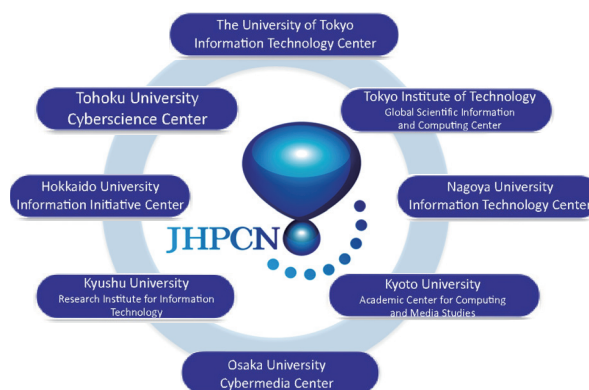 The University of Tokyo
Information Technology Center
Tohoku University
Cyberscience Center
Tokyo Institute of Technology
Global Scientific Information
and Computing Center
Hokkaido University
Information Initiative Center
Nagoya University
Information Technology Center
JHPCN
Kyushu University
Research Institute for Information
Technology
Kyoto University
Academic Center for Computing
and Media Studies
Osaka University
Cybermedia Center